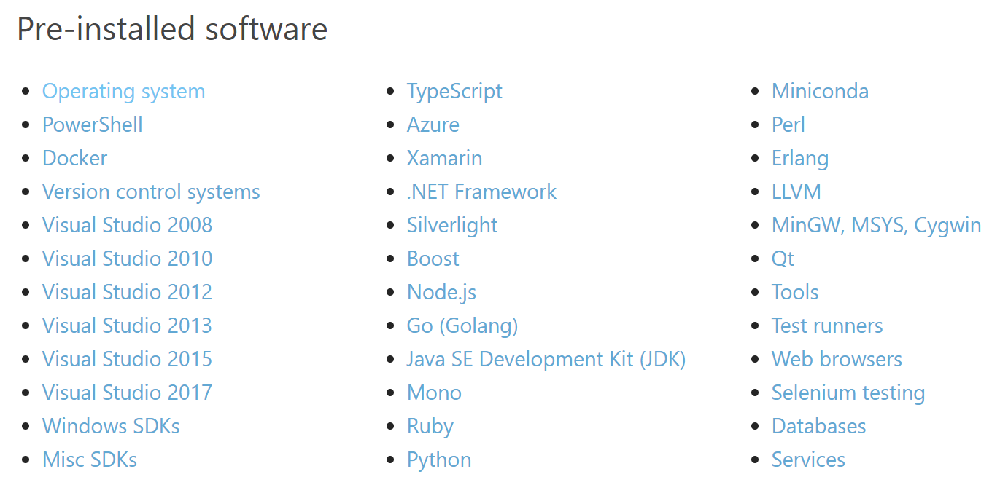 Pre-installed software
Operating system
PowerShell
Docker
Version control systems
Visual Studio 2008
Visual Studio 2010
Visual Studio 2012
Visual Studio 2013
Visual Studio 2015
Visual Studio 2017
Windows SDKs
Misc SDKs
TypeScript
Azure
Xamarin
.NET Framework
Silverlight
Boost
Node.js
Go (Golang)
Java SE Development Kit (JDK)
Mono
Ruby
Python
Miniconda
Perl
Erlang
LLVM
MinGW, MSYS, Cygwin
Qt
Tools
Test runners
Web browsers
Selenium testing
Databases
Services